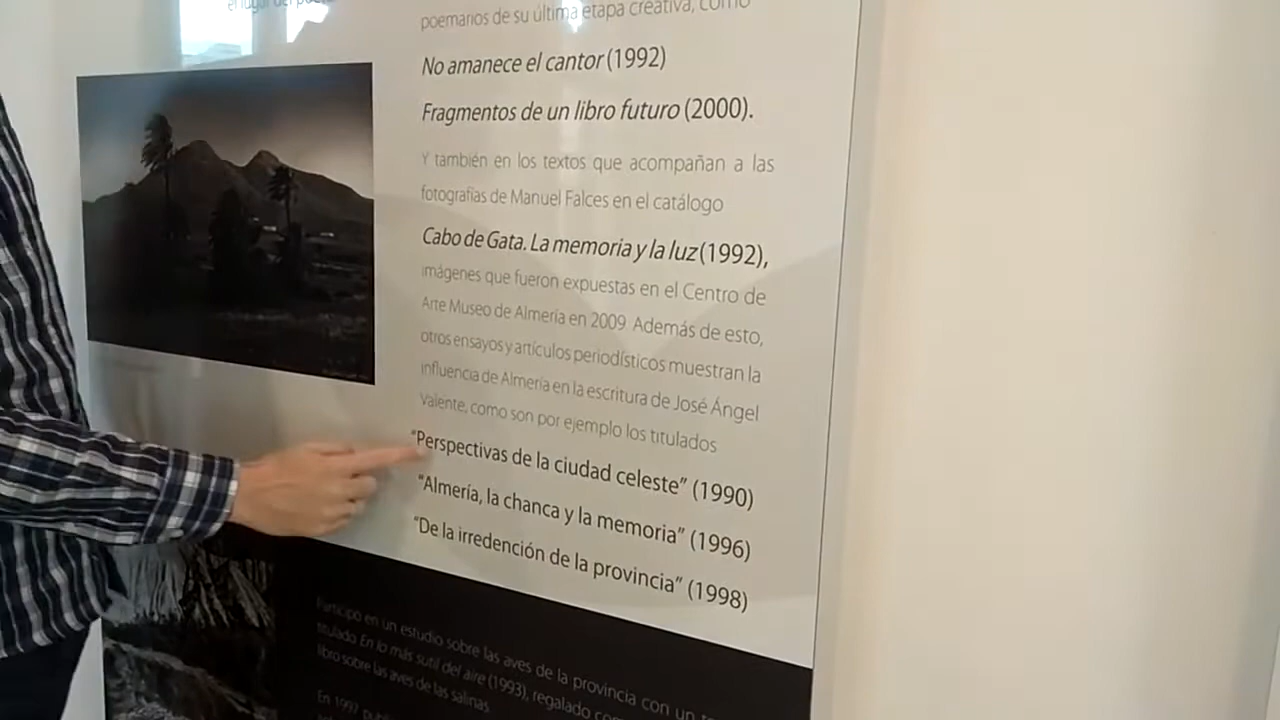 el lugar del
poemarios de su última etapa creativa, como
No amanece el cantor (1992)
Fragmentos de un libro futuro (2000).
Y también en los textos que acompañan a las
fotografías de Manuel Falces en el catálogo
Cabo de Gata. La memoria y la luz (1992),
imágenes que fueron expuestas en el Centro de
Arte Museo de Almería en 2009. Además de esto,
otros ensayos y artículos periodísticos muestran la
influencia de Almería en la escritura de José Ángel
Valente, como son por ejemplo los titulados
“Perspectivas de la ciudad celeste” (1990)
“Almería, la chanca y la memoria” (1996)
“De la irredención de la provincia” (1998)
Participó en un estudio sobre las aves de la provincia con un
titulado En lo más sutil del aire (1993), regalado
libro sobre las aves de las salinas
En 1997